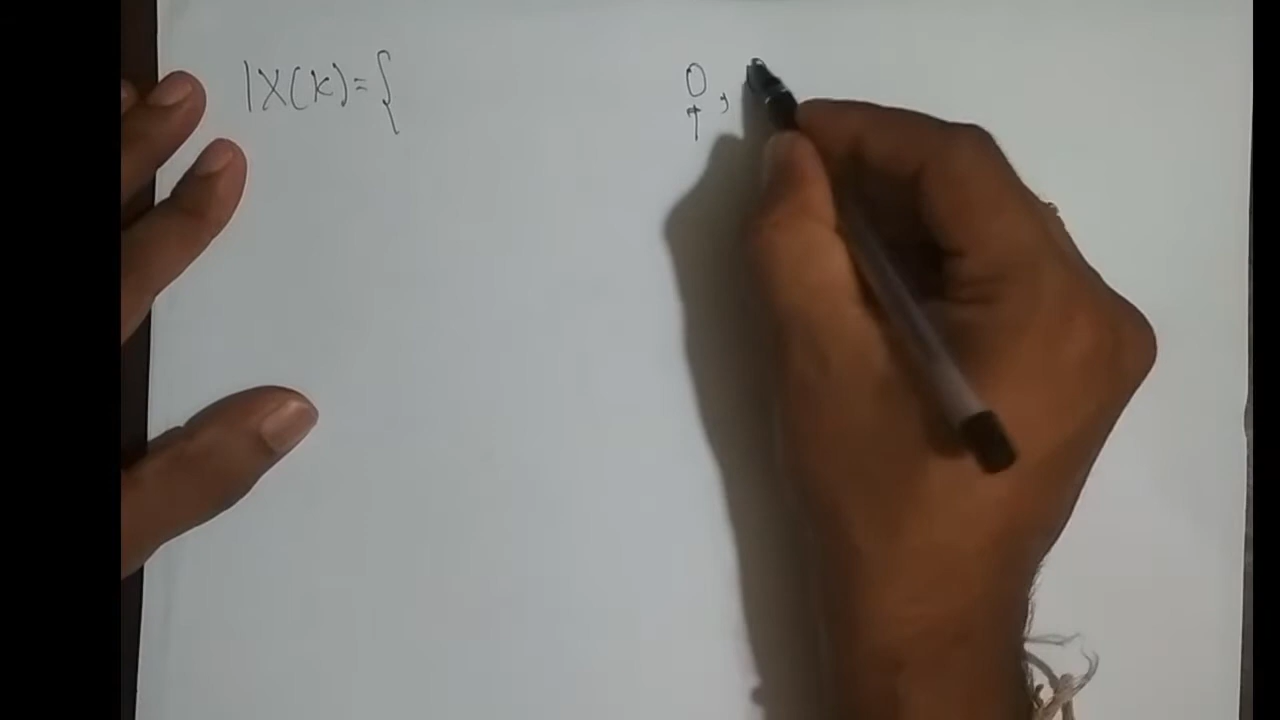 |X(k)={ 0,
↑